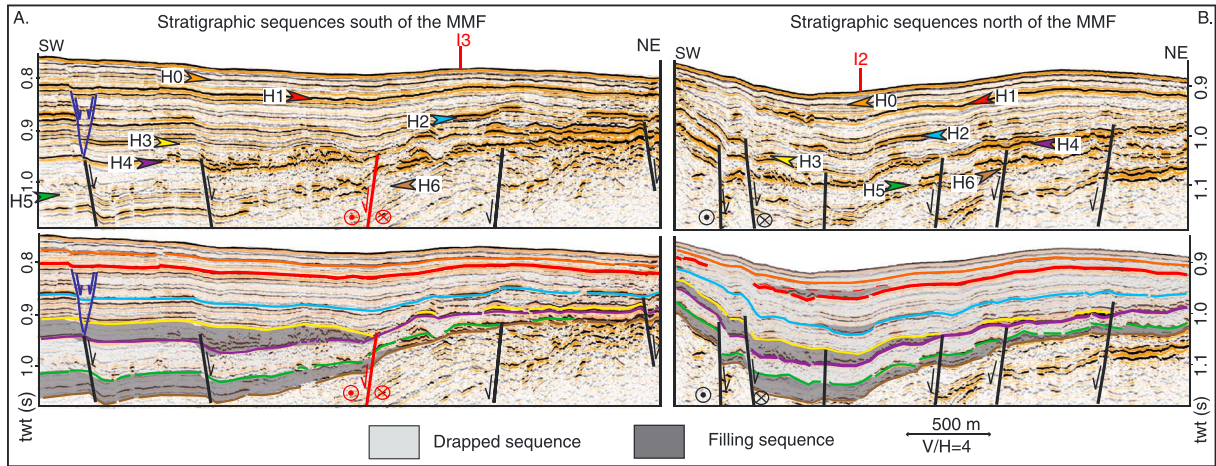 A.
Stratigraphic sequences south of the MMF
Stratigraphic sequences north of the MMF
B.
SW
I3
NE
SW
I2
NE
0.8
0.9
1.0
H0
H1
H2
H3
H4
H5
H6
0.9
1.0
1.1
H0
H1
H2
H3
H4
H5
H6
0.8
0.9
1.0
twt (s)
0.9
1.0
1.1
twt (s)
Drapped sequence
Filling sequence
500 m
V/H=4